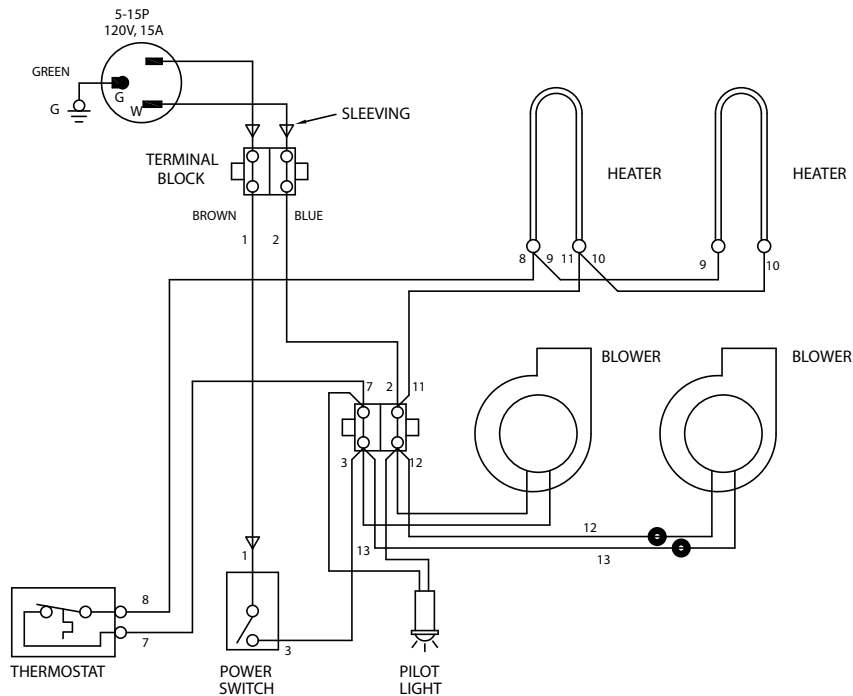 5-15P
120V, 15A
GREEN
G
G
W
SLEEVING
TERMINAL
BLOCK
BROWN
BLUE
1
2
HEATER
HEATER
8
9
11
10
9
10
BLOWER
BLOWER
7
2
11
3
12
12
13
13
1
8
7
3
THERMOSTAT
POWER
SWITCH
PILOT
LIGHT